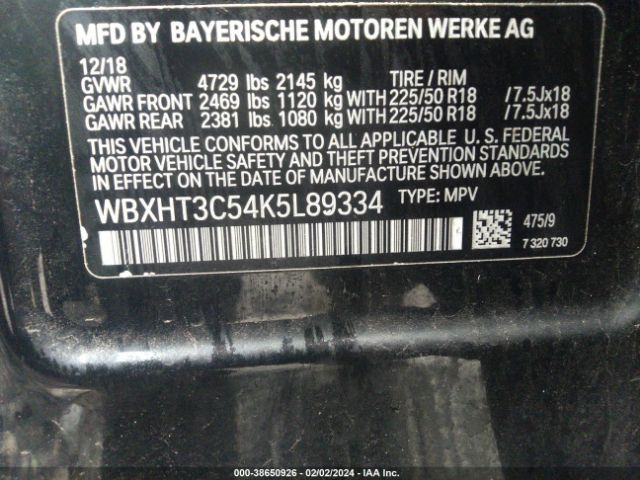 MFD BY BAYERISCHE MOTOREN WERKE AG
12/18
GVWR 4729 lbs 2145 kg TIRE / RIM
GAWR FRONT 2469 lbs 1120 kg WITH 225/50 R18 /7.5Jx18
GAWR REAR 2381 lbs 1080 kg WITH 225/50 R18 /7.5Jx18
THIS VEHICLE CONFORMS TO ALL APPLICABLE U. S. FEDERAL
MOTOR VEHICLE SAFETY AND THEFT PREVENTION STANDARDS
IN EFFECT ON THE DATE OF MANUFACTURE SHOWN ABOVE.
WBXHT3C54K5L89334 TYPE: MPV
475/9
7 320 730
000-38650926 - 02/02/2024 - IAA Inc.